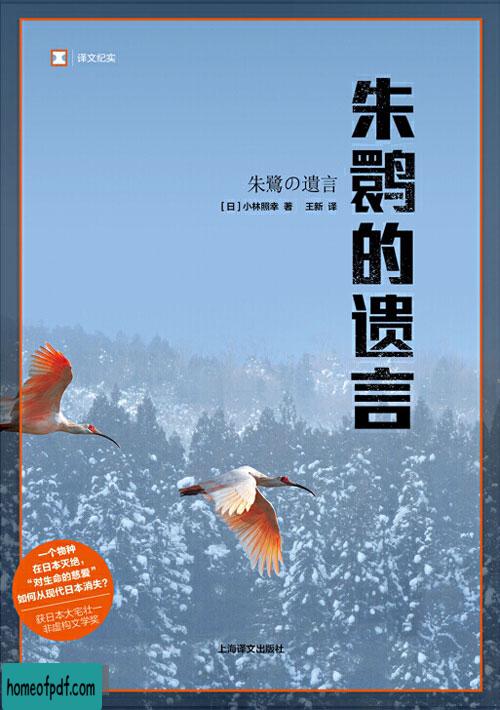 译文纪实
朱鹮的遗言
朱鷺の遺言
[日]小林照幸 著 王新 译
一个物种
在日本灭绝，
“对生命的慈爱”
如何从现代日本消失？
获日本大宅壮一
非虚构文学奖
上海译文出版社
homeofpdf.com